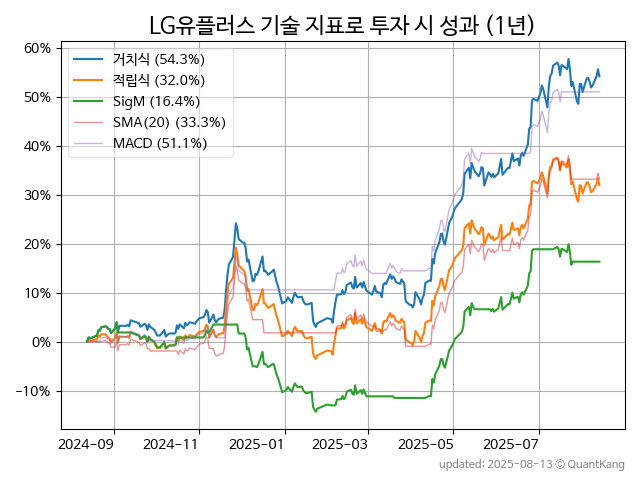 LG유플러스 기술 지표로 투자 시 성과 (1년)
거치식 (54.3%)
적립식 (32.0%)
SigM (16.4%)
SMA(20) (33.3%)
MACD (51.1%)
60%
50%
40%
30%
20%
10%
0%
−10%
2024-09 2024-11 2025-01 2025-03 2025-05 2025-07
updated: 2025-08-13 ⓒ QuantKang